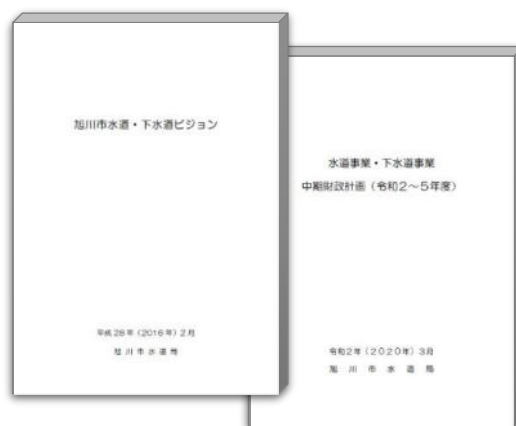 旭川市水道・下水道ビジョン
平成28年(2016年)2月
旭川市水道局
水道事業・下水道事業
中期財政計画(令和2〜5年度)
令和2年(2020年)3月
旭川市水道局